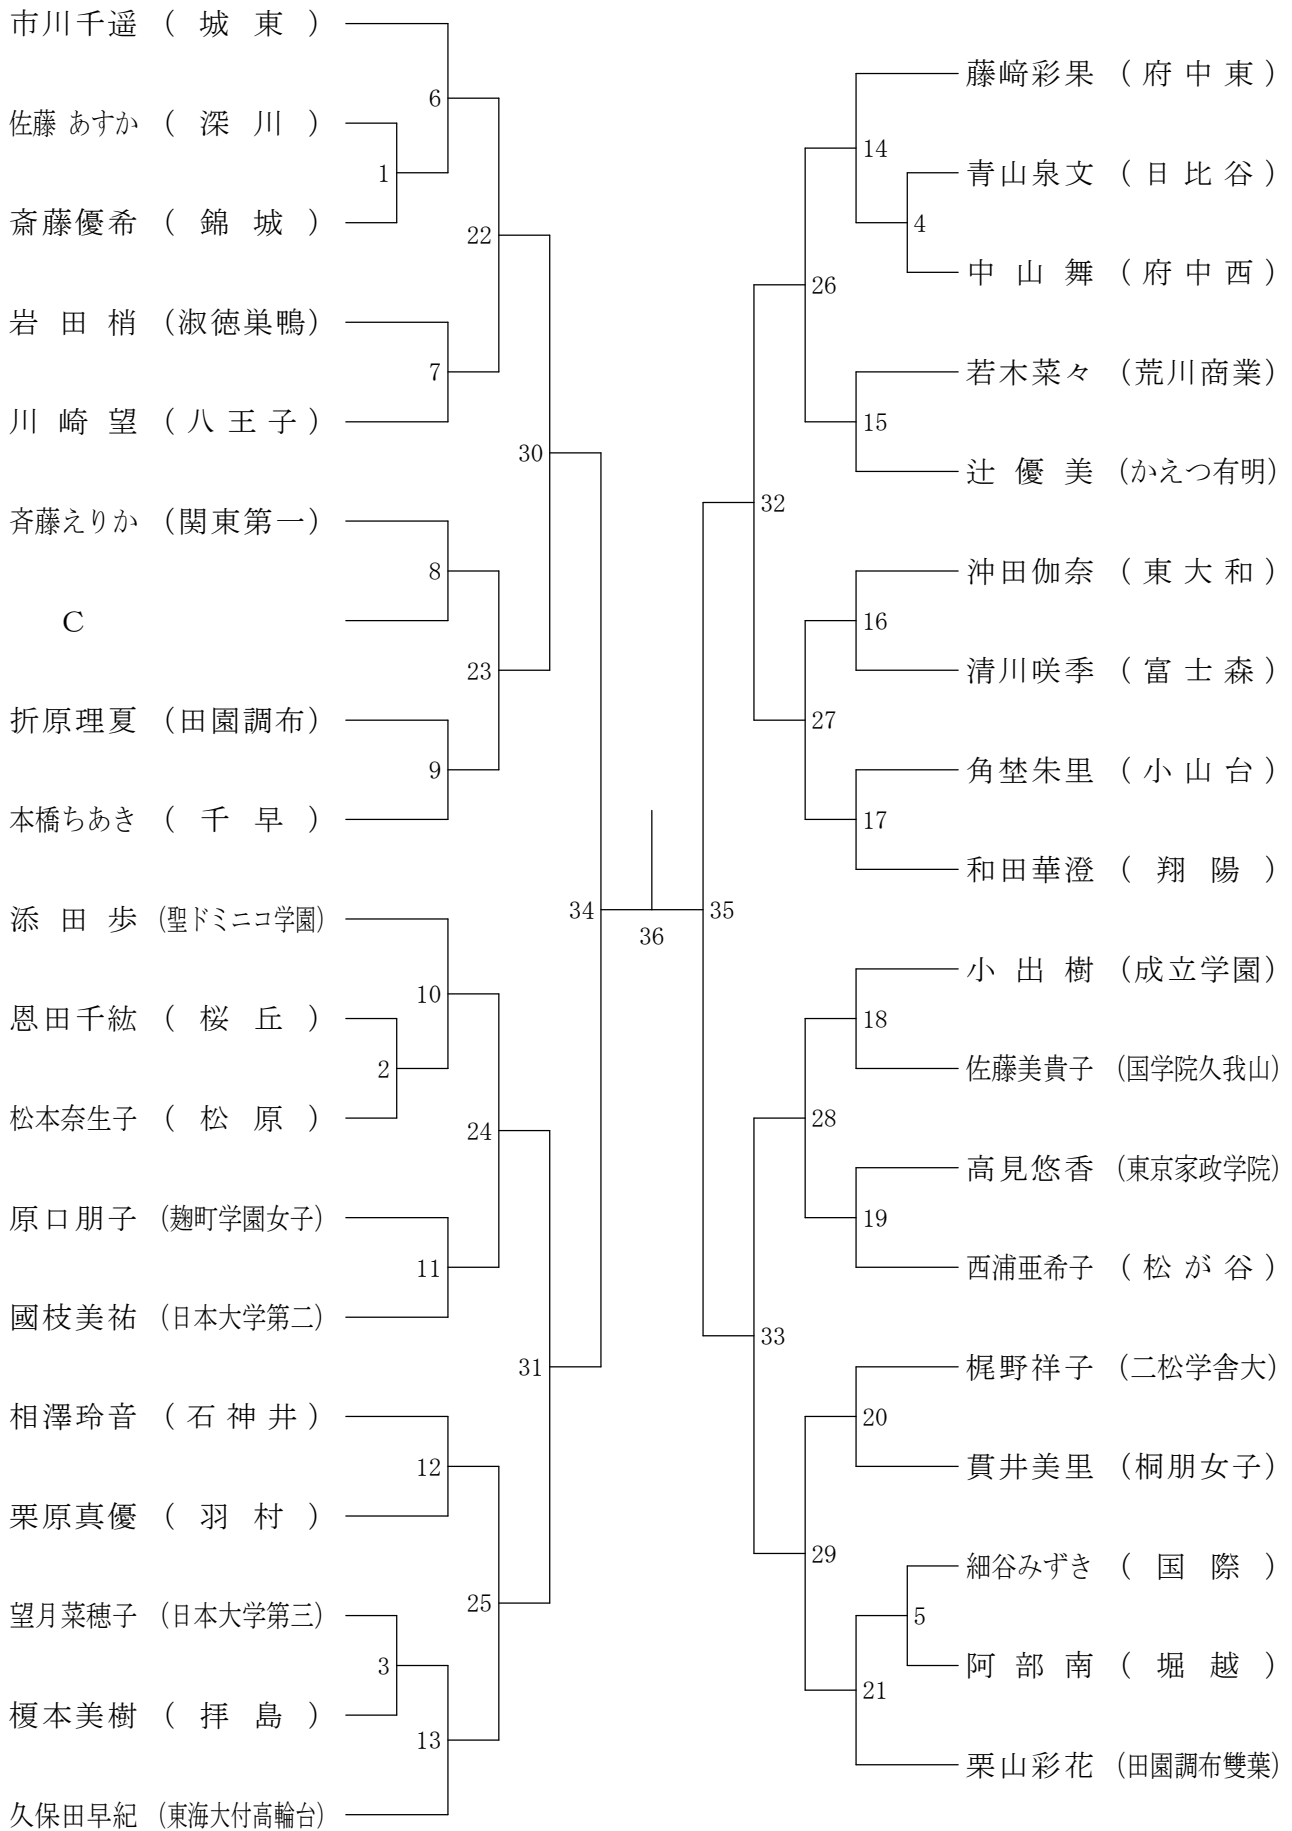 市川千遥 （ 城 東 ）
6
佐藤 あすか （ 深 川 ）
1
斎藤優希 （ 錦 城 ）
22
岩 田 梢 （淑徳巣鴨）
7
川 崎 望 （ 八 王 子 ）
30
斉藤えりか （関東第一）
8
C
23
折原理夏 （田園調布）
9
本橋ちあき （ 千 早 ）
34
添 田 歩 （聖ドミニコ学園）
10
恩田千紘 （ 桜 丘 ）
2
松本奈生子 （ 松 原 ）
24
原口朋子 （麹町学園女子）
11
國枝美祐 （日本大学第二）
31
相澤玲音 （ 石 神 井 ）
12
栗原真優 （ 羽 村 ）
25
望月菜穂子 （日本大学第三）
3
榎本美樹 （ 拝 島 ）
13
久保田早紀 （東海大付高輪台）
36
藤﨑彩果 （ 府 中 東 ）
14
青山泉文 （ 日 比 谷 ）
4
中 山 舞 （ 府 中 西 ）
26
若木菜々 （荒川商業）
15
辻 優 美 （かえつ有明）
32
沖田伽奈 （ 東 大 和 ）
16
清川咲季 （ 富 士 森 ）
27
角埜朱里 （ 小 山 台 ）
17
和田華澄 （ 翔 陽 ）
35
小 出 樹 （成立学園）
18
佐藤美貴子 （国学院久我山）
28
高見悠香 （東京家政学院）
19
西浦亜希子 （ 松 が 谷 ）
33
梶野祥子 （二松学舎大）
20
貫井美里 （桐朋女子）
29
細谷みずき （ 国 際 ）
5
阿 部 南 （ 堀 越 ）
21
栗山彩花 （田園調布雙葉）